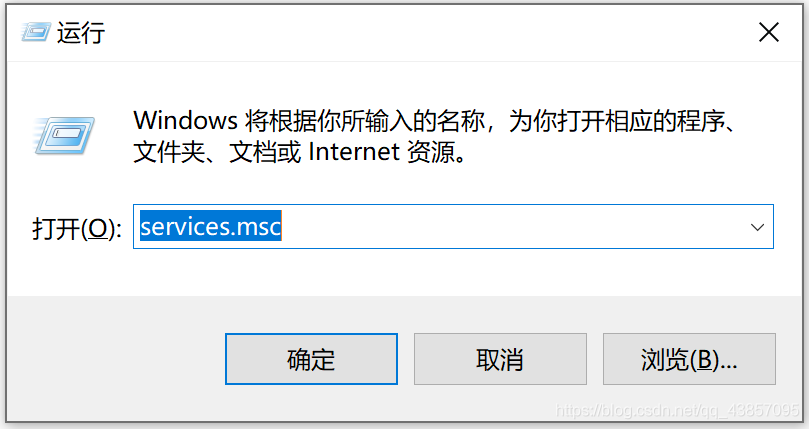 运行
Windows 将根据你所输入的名称，为你打开相应的程序、
文件夹、文档或 Internet 资源。
打开(O): services.msc
确定 取消 浏览(B)...
https://blog.csdn.net/qq_43857095